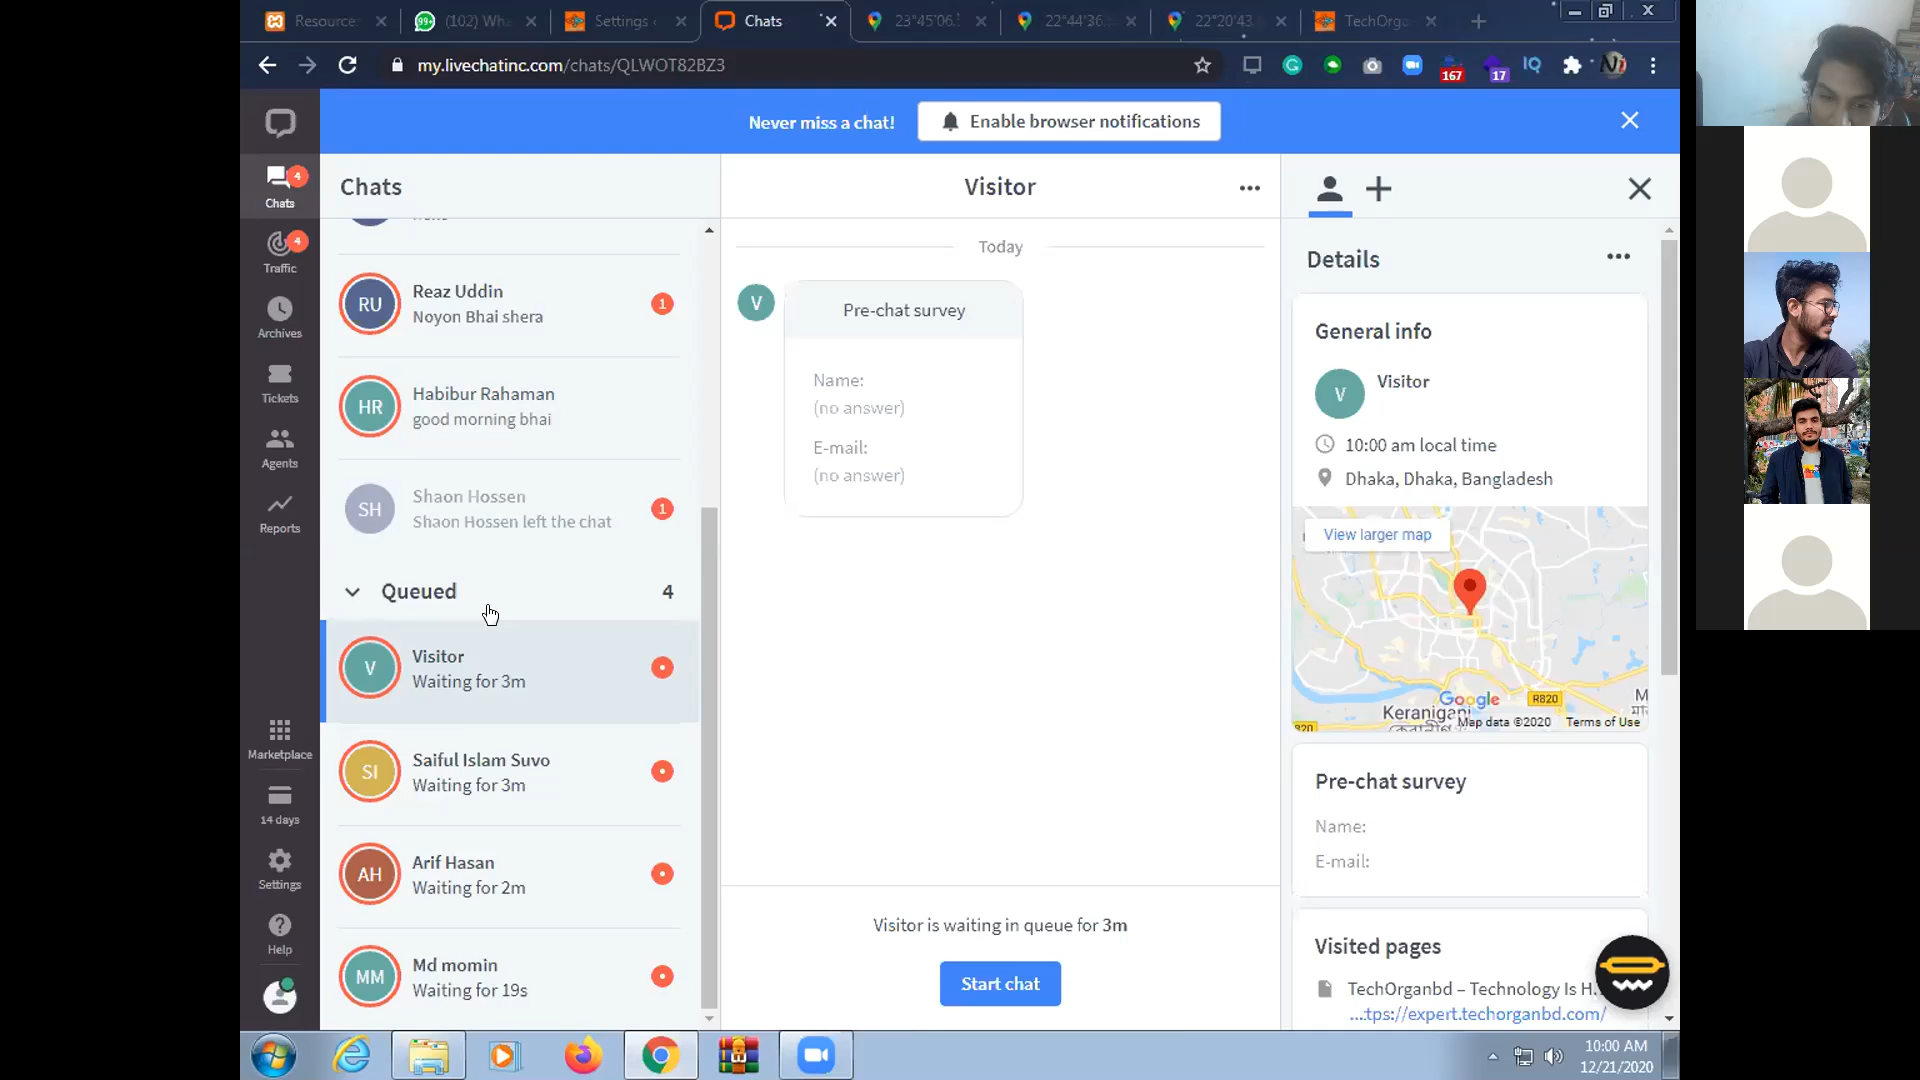 Resource
(102) Wha
Settings
Chats
23°45'06.
22°44'36.
22°20'43.
TechOrga
my.livechatinc.com/chats/QLWOT82BZ3
167
17
IQ
Never miss a chat!
Enable browser notifications
Chats
4
Traffic
4
Archives
Tickets
Agents
Reports
Marketplace
14 days
Settings
Help
Chats
Reaz Uddin
Noyon Bhai shera
1
Habibur Rahaman
good morning bhai
SH
Shaon Hossen
Shaon Hossen left the chat
1
RU
HR
Queued
4
V
Visitor
Waiting for 3m
SI
Saiful Islam Suvo
Waiting for 3m
AH
Arif Hasan
Waiting for 2m
MM
Md momin
Waiting for 19s
Visitor
Today
V
Pre-chat survey
Name:
(no answer)
E-mail:
(no answer)
Visitor is waiting in queue for 3m
Start chat
Details
General info
V
Visitor
10:00 am local time
Dhaka, Dhaka, Bangladesh
View larger map
Google
R820
Keraniganj
Map data ©2020
Terms of Use
Pre-chat survey
Name:
E-mail:
Visited pages
TechOrganbd – Technology Is H...
...tps://expert.techorganbd.com/
10:00 AM
12/21/2020